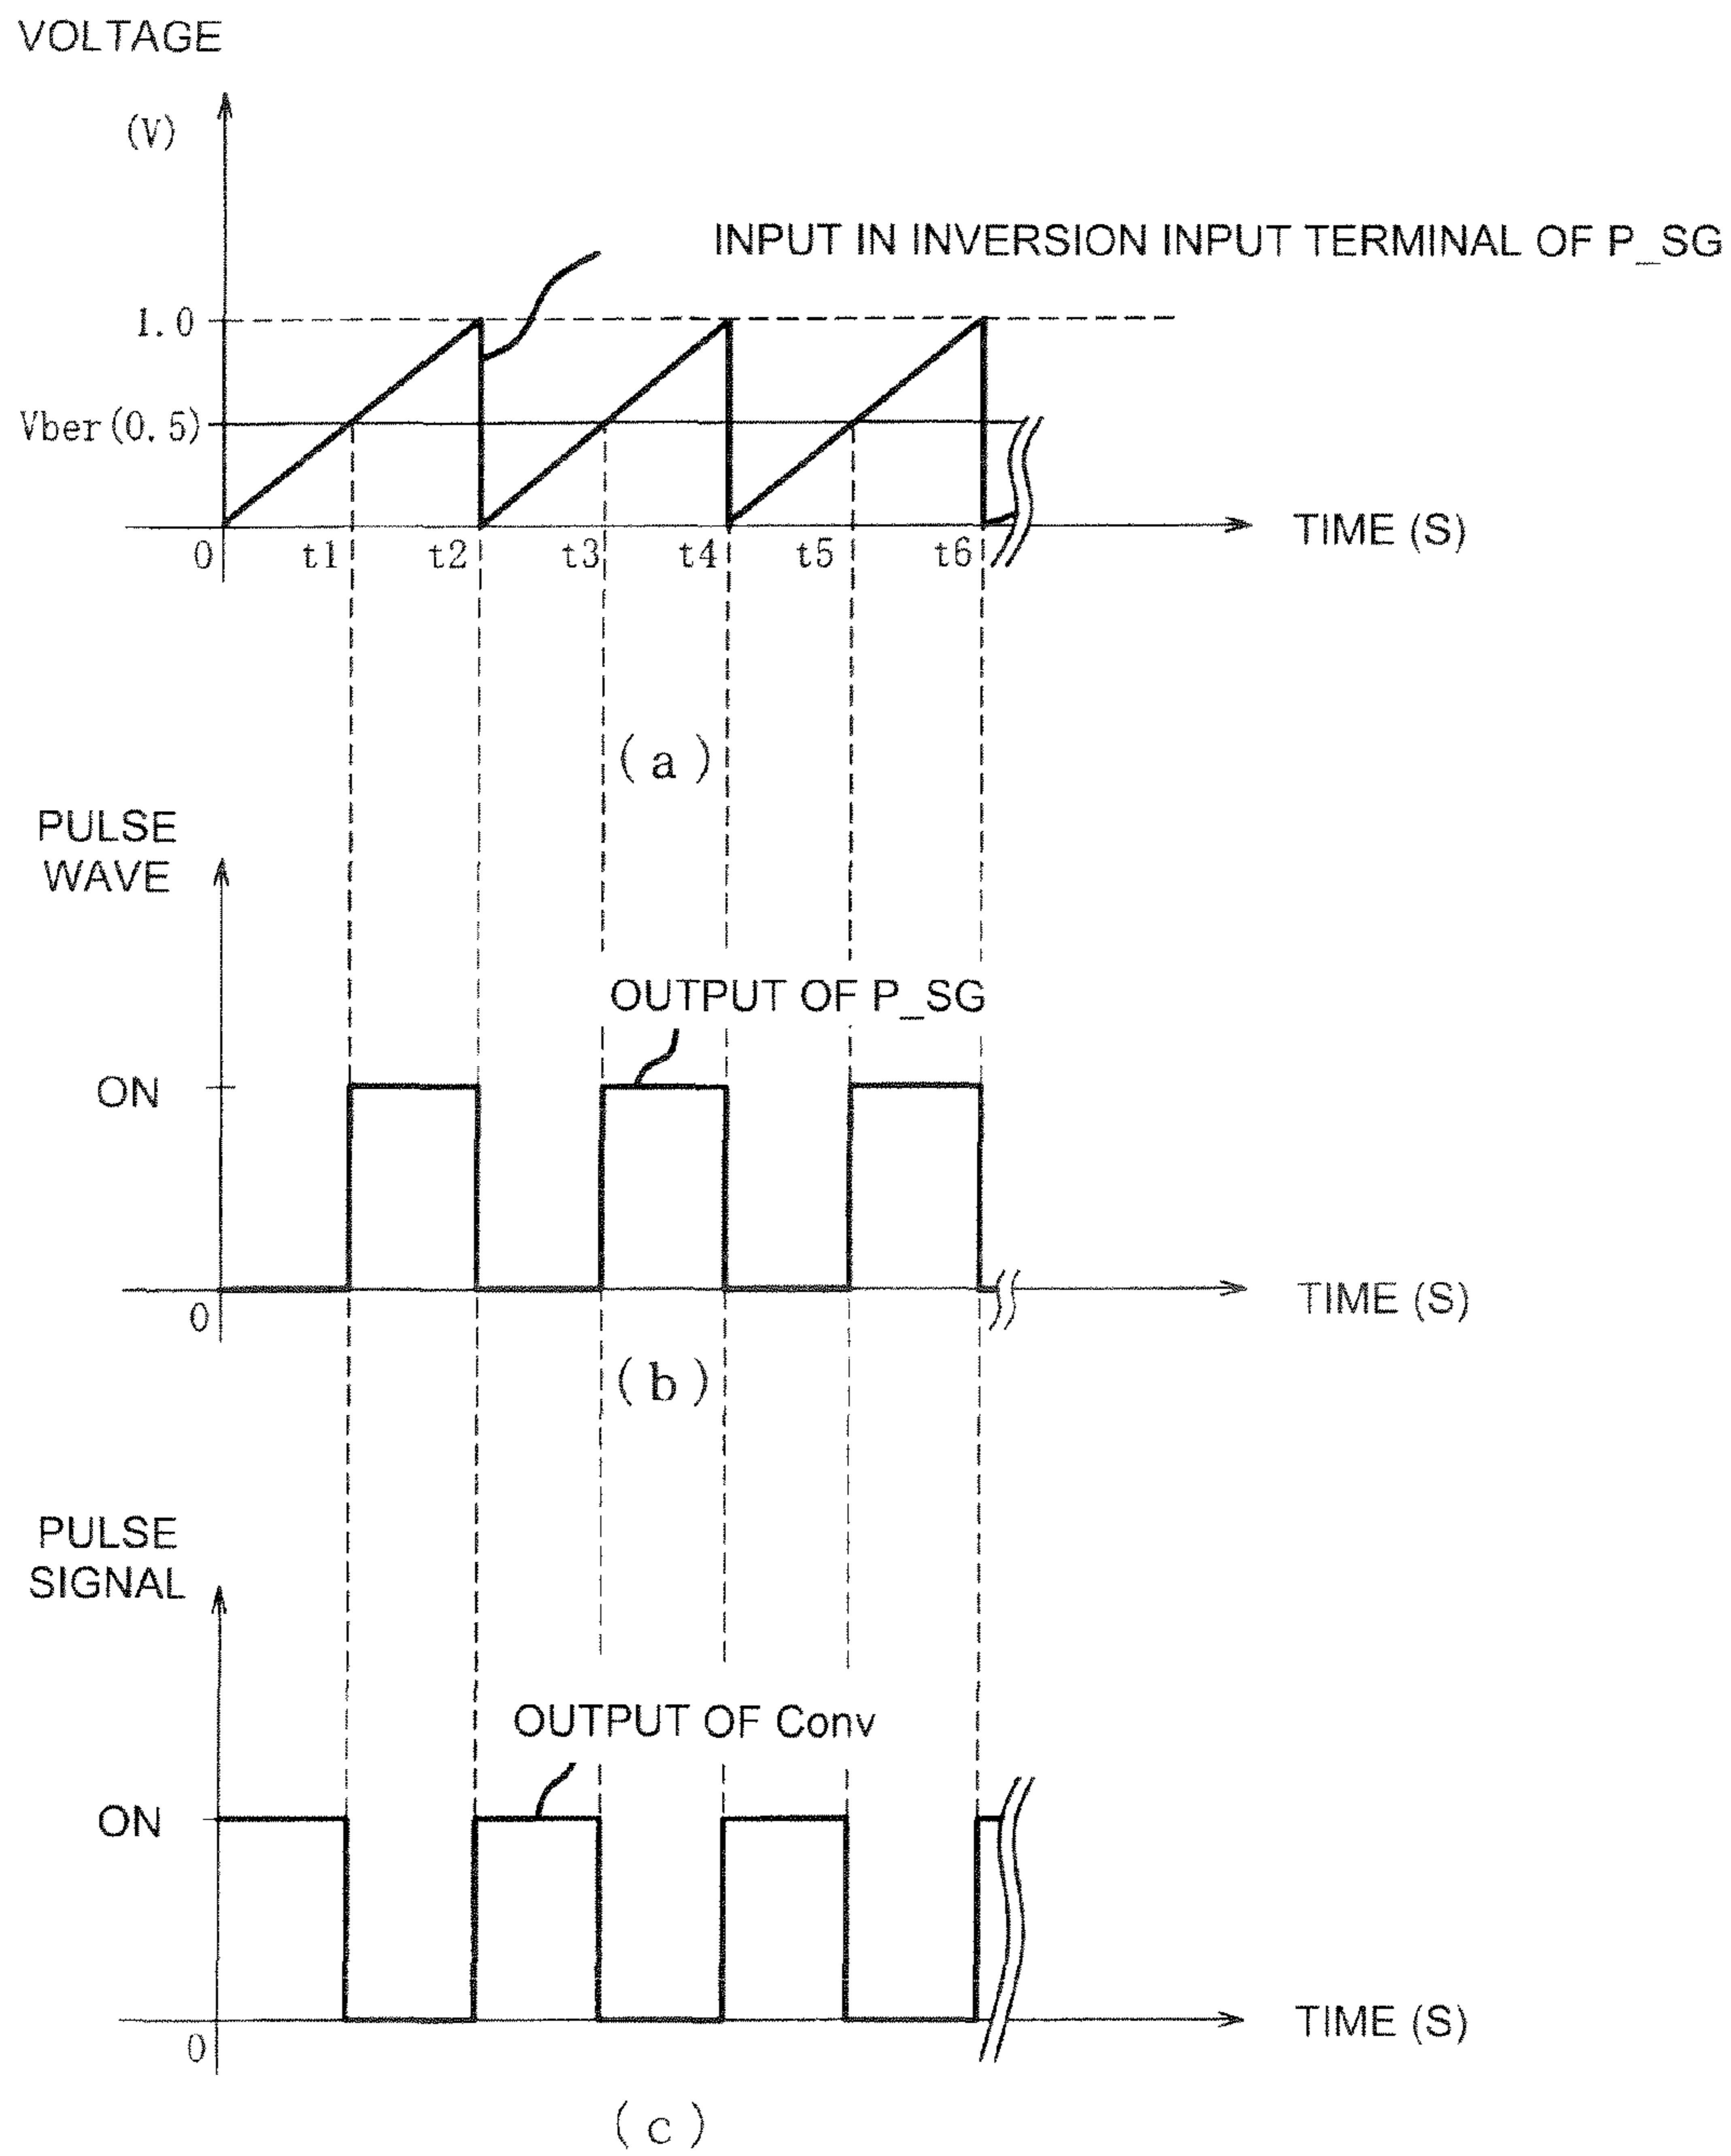 VOLTAGE
(V)
INPUT IN INVERSION INPUT TERMINAL OF P_SG
1.0
Vber(0.5)
0 t1 t2 t3 t4 t5 t6
TIME (S)
(a)
PULSE
WAVE
OUTPUT OF P_SG
ON
0
TIME (S)
(b)
PULSE
SIGNAL
OUTPUT OF Conv
ON
0
TIME (S)
(c)